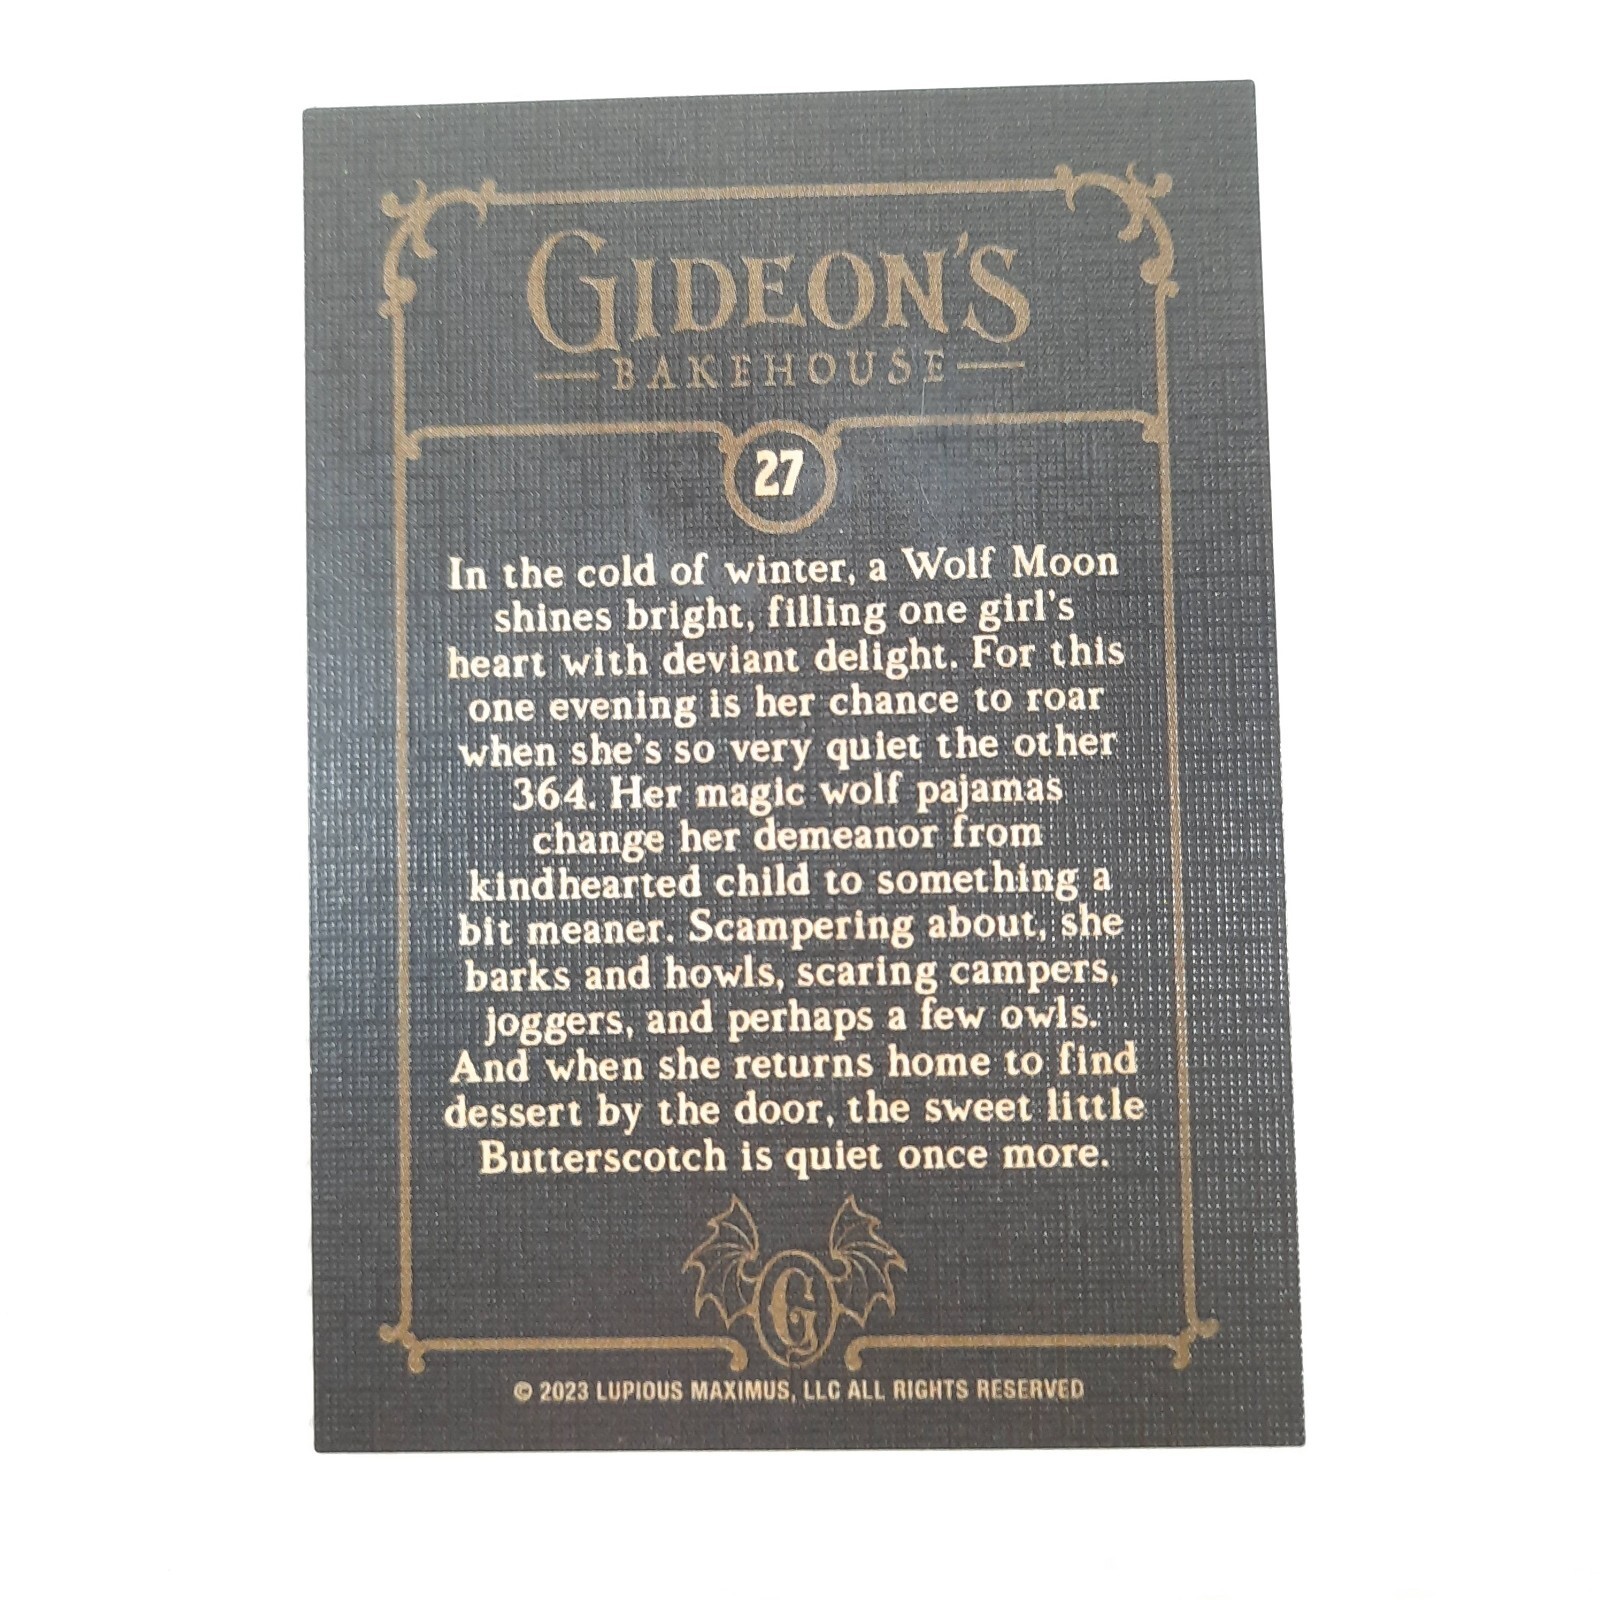 GIDEON'S
BAKEHOUSE
27
In the cold of winter, a Wolf Moon
shines bright, filling one girl's
heart with deviant delight. For this
one evening is her chance to roar
when she's so very quiet the other
364. Her magic wolf pajamas
change her demeanor from
kindhearted child to something a
bit meaner. Scampering about, she
barks and howls, scaring campers,
joggers, and perhaps a few owls.
And when she returns home to find
dessert by the door, the sweet little
Butterscotch is quiet once more.
G
© 2023 LUPIOUS MAXIMUS, LLC ALL RIGHTS RESERVED